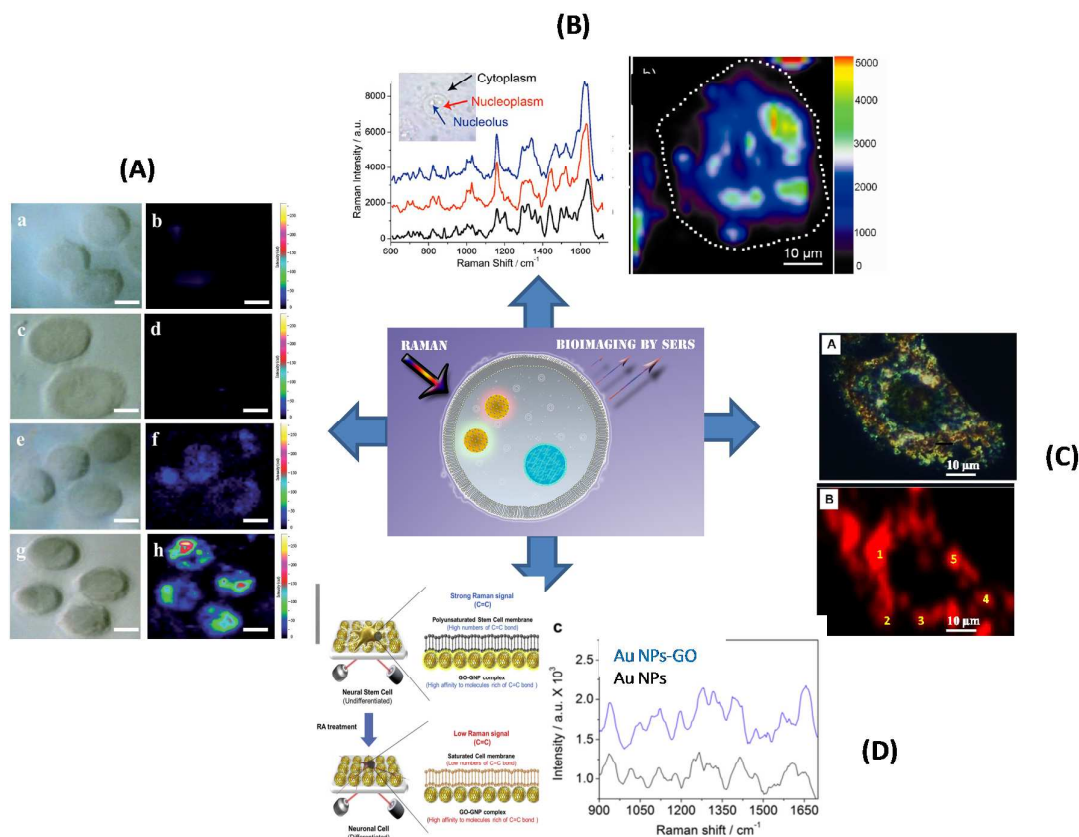 (B)
Cytoplasm
Nucleoplasm
Nucleolus
Raman Intensity / a.u.
8000
6000
4000
2000
0
600 800 1000 1200 1400 1600
Raman Shift / cm⁻¹
10 µm
5000
4000
3000
2000
1000
0
(A)
a
b
c
d
e
f
g
h
RAMAN
BIOIMAGING BY SERS
A
10 µm
B
1
5
4
2
3
10 µm
(C)
Strong Raman signal
(C=C)
Polyunsaturated Stem Cell membrane
(High numbers of C=C bond)
GO-GNP complex
(High affinity to molecules rich of C=C bond )
Neural Stem Cell
(Undifferentiated)
RA treatment
Low Raman signal
(C=C)
Saturated Cell membrane
(Low numbers of C=C bond)
GO-GNP complex
(High affinity to molecules rich of C=C bond )
Neuronal Cell
(Differentiated)
c
Au NPs-GO
Au NPs
Intensity / a.u. X 10³
2.5
2.0
1.5
1.0
900 1050 1200 1350 1500 1650
Raman shift / cm⁻¹
(D)